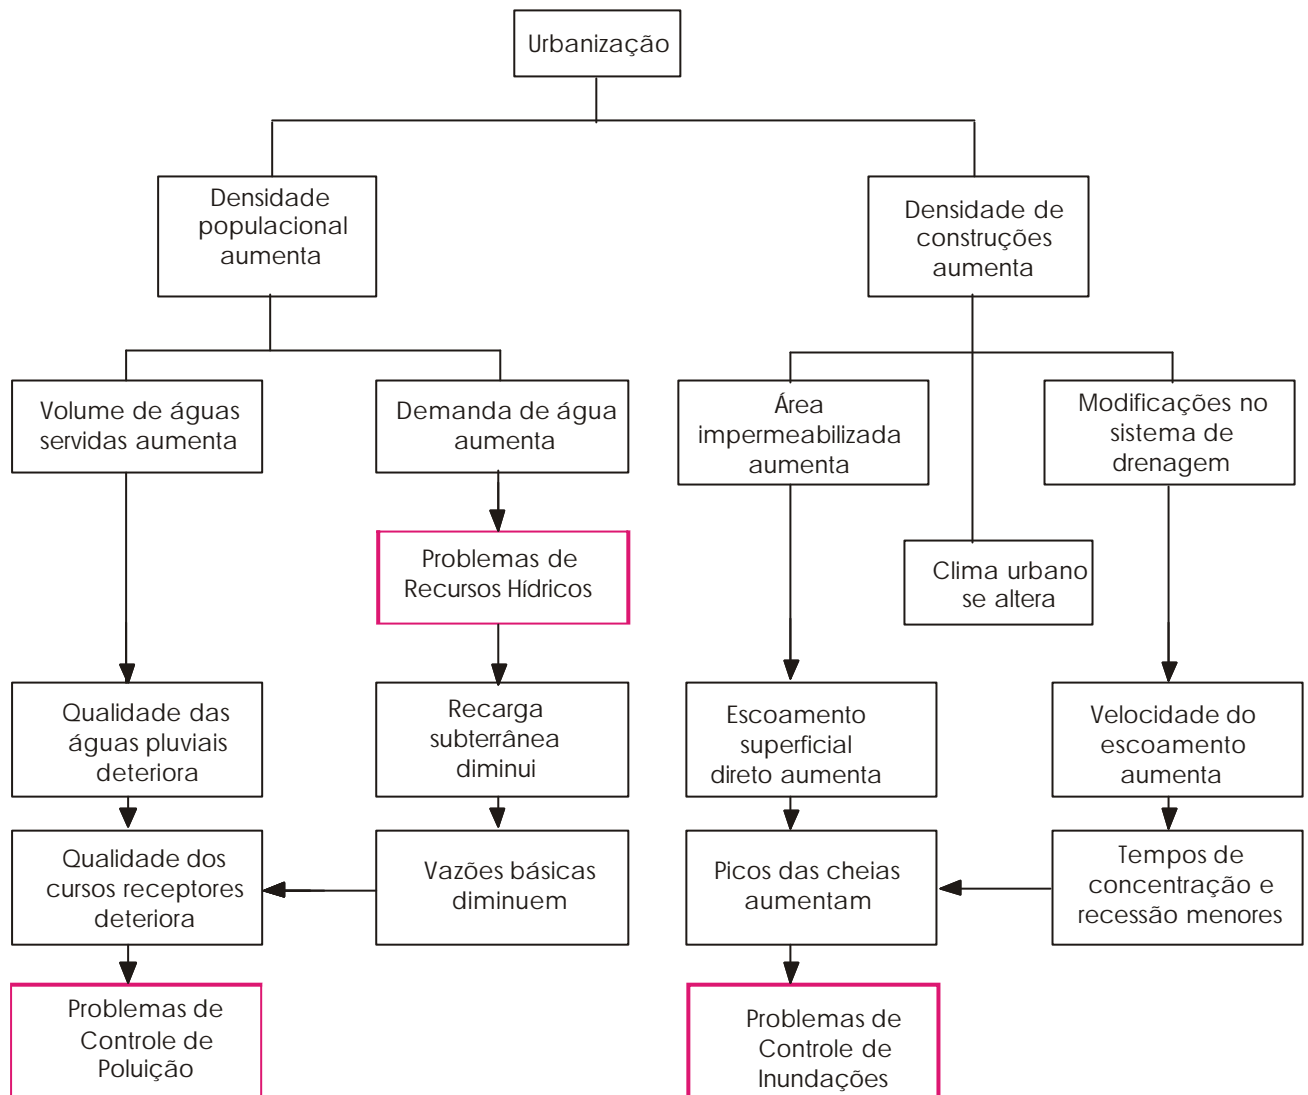 Urbanização
Densidade
populacional
aumenta
Densidade de
construções
aumenta
Volume de águas
servidas aumenta
Demanda de água
aumenta
Área
impermeabilizada
aumenta
Modificações no
sistema de
drenagem
Problemas de
Recursos Hídricos
Clima urbano
se altera
Qualidade das
águas pluviais
deteriora
Recarga
subterrânea
diminui
Escoamento
superficial
direto aumenta
Velocidade do
escoamento
aumenta
Qualidade dos
cursos receptores
deteriora
Vazões básicas
diminuem
Picos das cheias
aumentam
Tempos de
concentração e
recessão menores
Problemas de
Controle de
Poluição
Problemas de
Controle de
Inundações